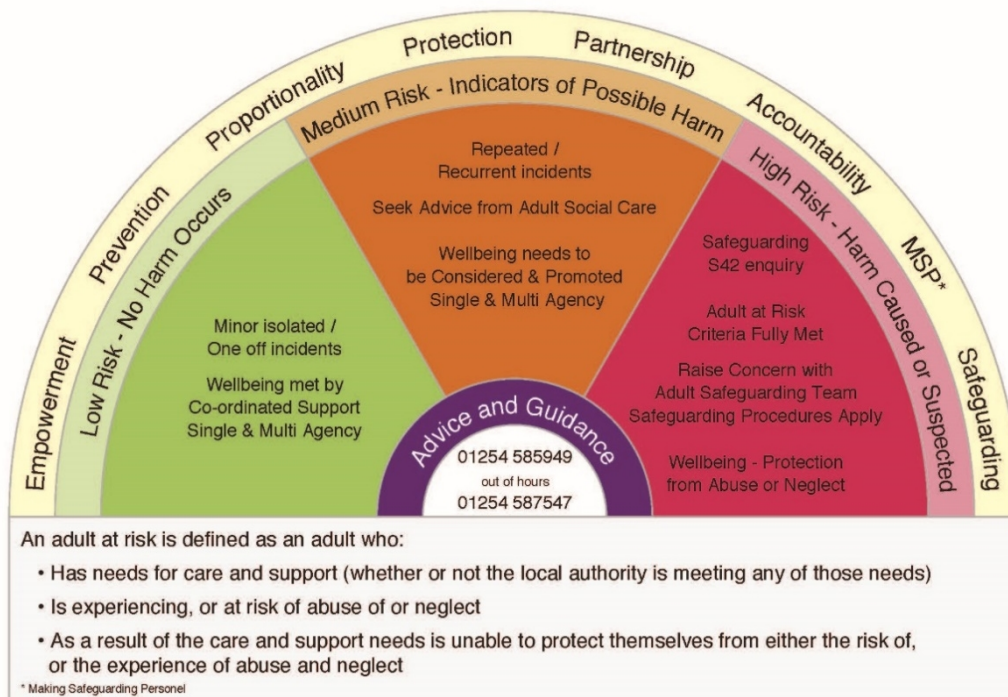 Empowerment
Prevention
Proportionality
Protection
Partnership
Accountability
MSP*
Safeguarding
Low Risk - No Harm Occurs
Medium Risk - Indicators of Possible Harm
High Risk - Harm Caused or Suspected
Minor isolated /
One off incidents
Wellbeing met by
Co-ordinated Support
Single & Multi Agency
Repeated /
Recurrent incidents
Seek Advice from Adult Social Care
Wellbeing needs to
be Considered & Promoted
Single & Multi Agency
Safeguarding
S42 enquiry
Adult at Risk
Criteria Fully Met
Raise Concern with
Adult Safeguarding Team
Safeguarding Procedures Apply
Wellbeing - Protection
from Abuse or Neglect
Advice and Guidance
01254 585949
out of hours
01254 587547
An adult at risk is defined as an adult who:
• Has needs for care and support (whether or not the local authority is meeting any of those needs)
• Is experiencing, or at risk of abuse of or neglect
• As a result of the care and support needs is unable to protect themselves from either the risk of,
or the experience of abuse and neglect
* Making Safeguarding Personel